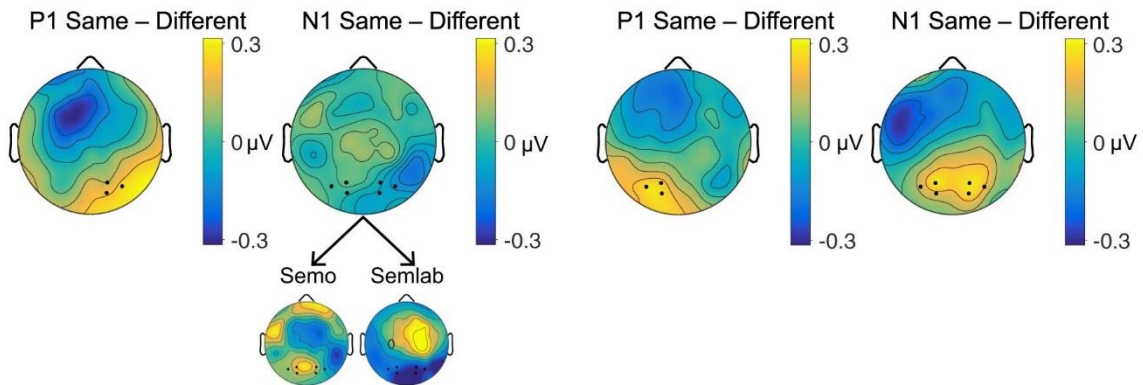 P1 Same – Different
N1 Same – Different
P1 Same – Different
N1 Same – Different
0.3
0 µV
-0.3
0.3
0 µV
-0.3
0.3
0 µV
-0.3
0.3
0 µV
-0.3
Semo
Semlab